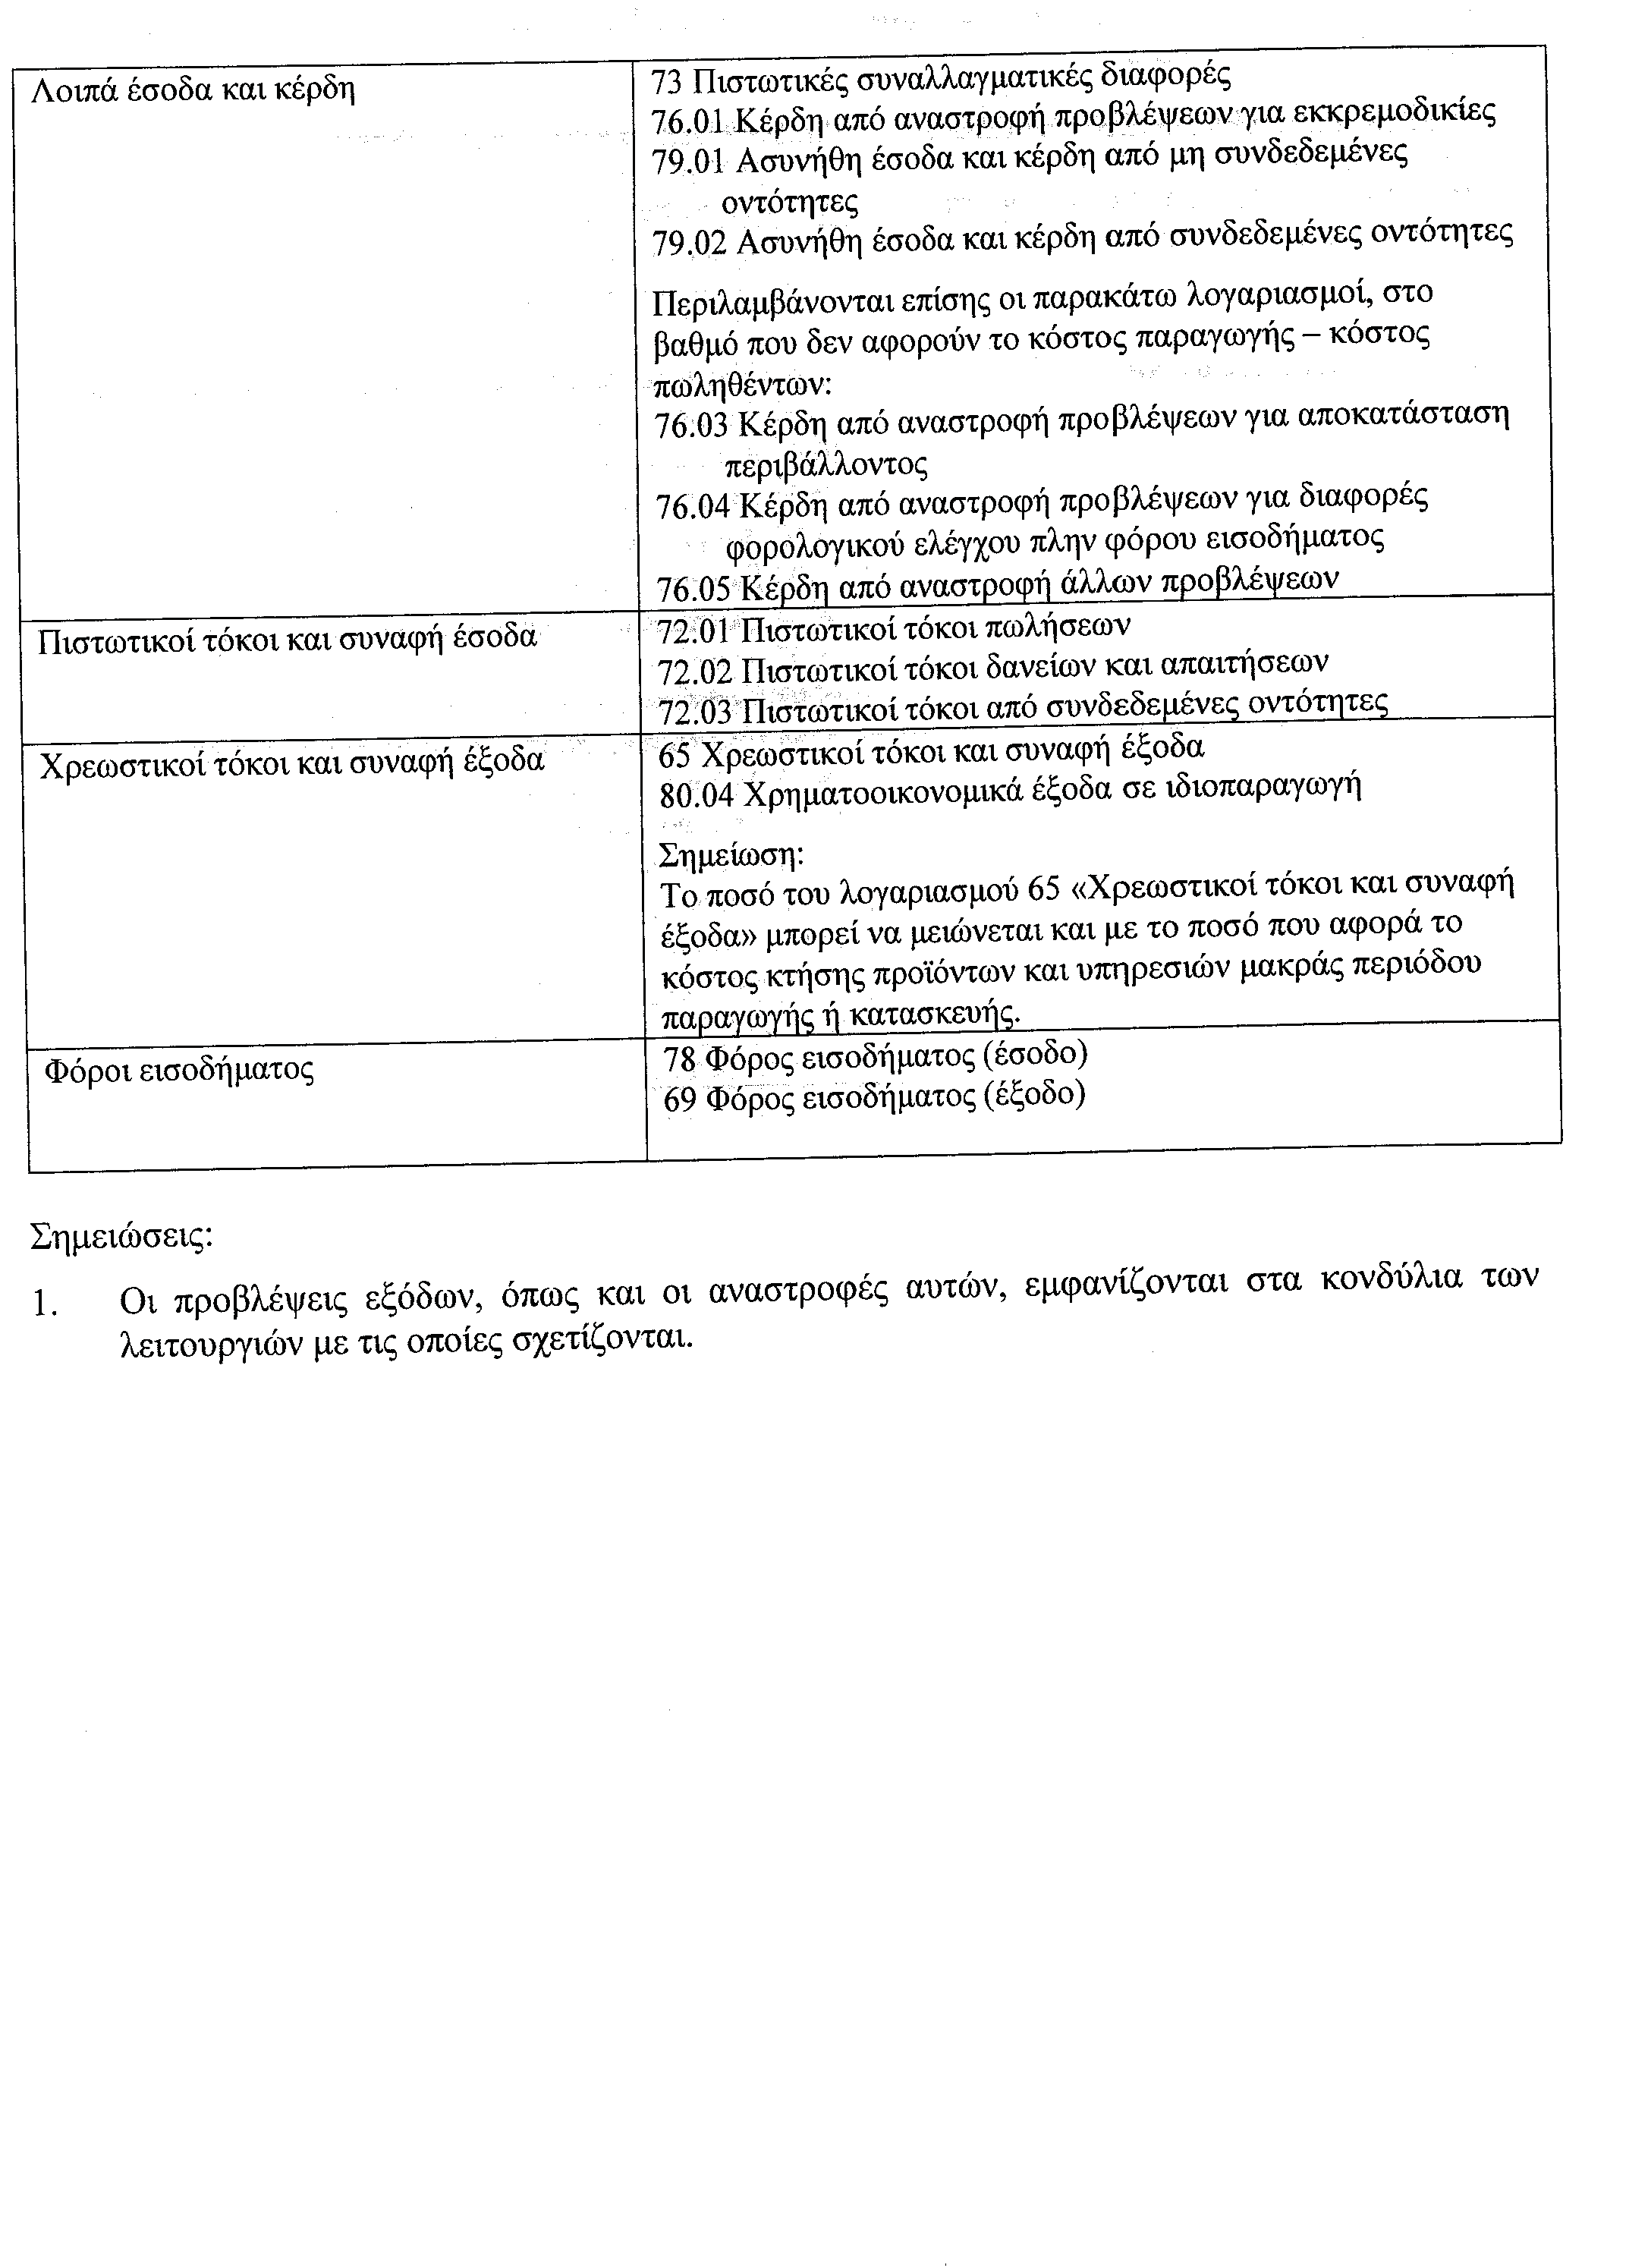 Λοιπά έσοδα και κέρδη
73 Πιστωτικές συναλλαγματικές διαφορές
76.01 Κέρδη από αναστροφή προβλέψεων για εκκρεμοδικίες
79.01 Ασυνήθη έσοδα και κέρδη από μη συνδεδεμένες
οντότητες
79.02 Ασυνήθη έσοδα και κέρδη από συνδεδεμένες οντότητες
Περιλαμβάνονται επίσης οι παρακάτω λογαριασμοί, στο
βαθμό που δεν αφορούν το κόστος παραγωγής – κόστος
πωληθέντων:
76.03 Κέρδη από αναστροφή προβλέψεων για αποκατάσταση
περιβάλλοντος
76.04 Κέρδη από αναστροφή προβλέψεων για διαφορές
φορολογικού ελέγχου πλην φόρου εισοδήματος
76.05 Κέρδη από αναστροφή άλλων προβλέψεων
Πιστωτικοί τόκοι και συναφή έσοδα
72.01 Πιστωτικοί τόκοι πωλήσεων
72.02 Πιστωτικοί τόκοι δανείων και απαιτήσεων
72.03 Πιστωτικοί τόκοι από συνδεδεμένες οντότητες
Χρεωστικοί τόκοι και συναφή έξοδα
65 Χρεωστικοί τόκοι και συναφή έξοδα
80.04 Χρηματοοικονομικά έξοδα σε ιδιοπαραγωγή
Σημείωση:
Το ποσό του λογαριασμού 65 «Χρεωστικοί τόκοι και συναφή
έξοδα» μπορεί να μειώνεται και με το ποσό που αφορά το
κόστος κτήσης προϊόντων και υπηρεσιών μακράς περιόδου
παραγωγής ή κατασκευής.
Φόροι εισοδήματος
78 Φόρος εισοδήματος (έσοδο)
69 Φόρος εισοδήματος (έξοδο)
Σημειώσεις:
1. Οι προβλέψεις εξόδων, όπως και οι αναστροφές αυτών, εμφανίζονται στα κονδύλια των
λειτουργιών με τις οποίες σχετίζονται.